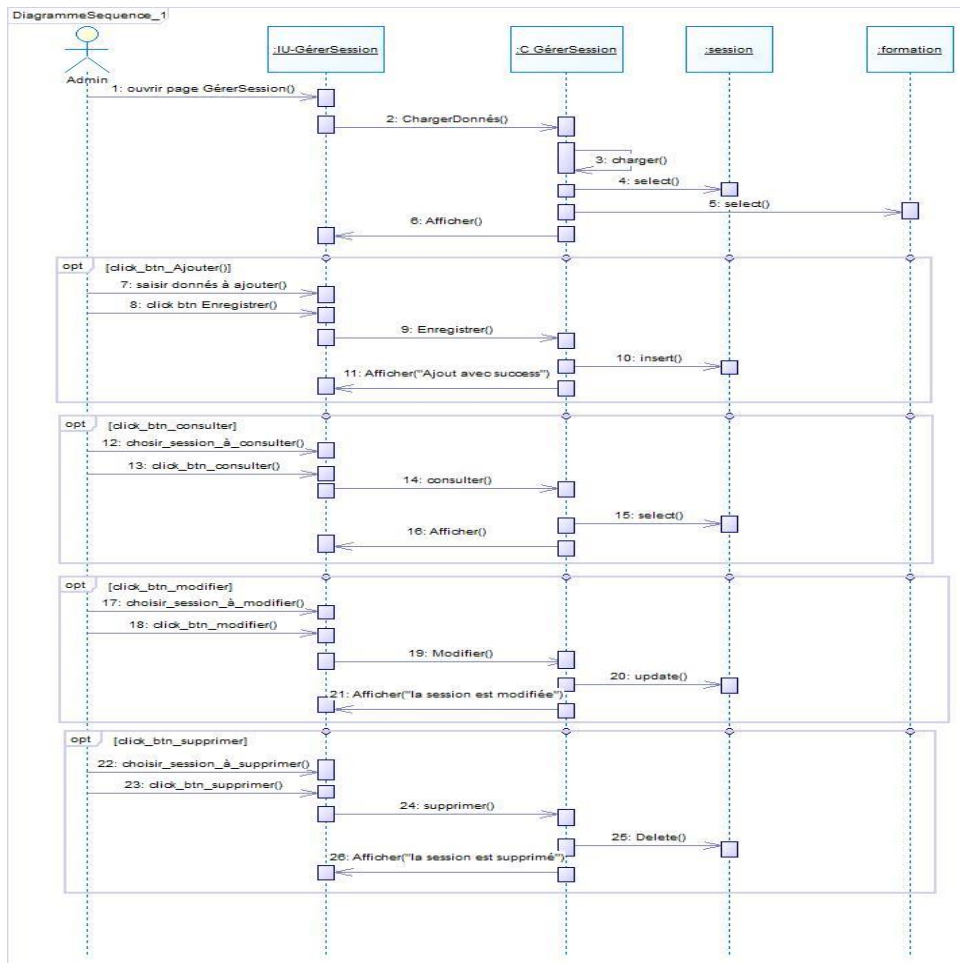 DiagrammeSequence_1
:IU-GérerSession
:C GérerSession
:session
:formation
Admin
1: ouvrir page GérerSession()
2: ChargerDonnés()
3: charger()
4: select()
5: select()
6: Afficher()
opt [click_btn_Ajouter()]
7: saisir donnés à ajouter()
8: click btn Enregistrer()
9: Enregistrer()
10: insert()
11: Afficher("Ajout avec success")
opt [click_btn_consulter]
12: chosir_session_à_consulter()
13: click_btn_consulter()
14: consulter()
15: select()
16: Afficher()
opt [click_btn_modifier]
17: choisir_session_à_modifier()
18: click_btn_modifier()
19: Modifier()
20: update()
21: Afficher("la session est modifiée")
opt [click_btn_supprimer]
22: choisir_session_à_supprimer()
23: click_btn_supprimer()
24: supprimer()
25: Delete()
26: Afficher("la session est supprimé")